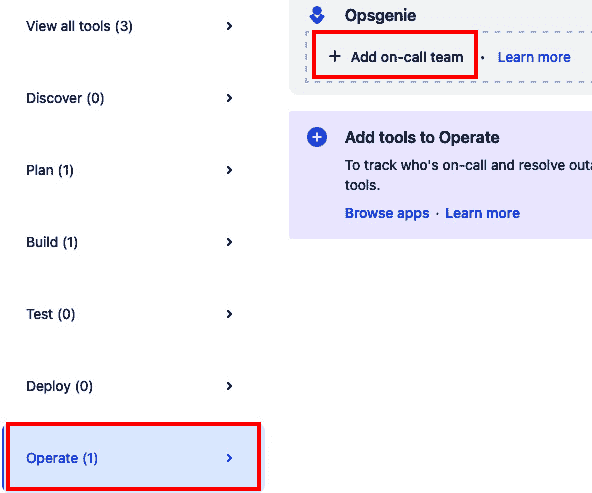 View all tools (3)
Discover (0)
Plan (1)
Build (1)
Test (0)
Deploy (0)
Operate (1)
Opsgenie
+ Add on-call team · Learn more
Add tools to Operate
To track who's on-call and resolve outa
tools.
Browse apps · Learn more